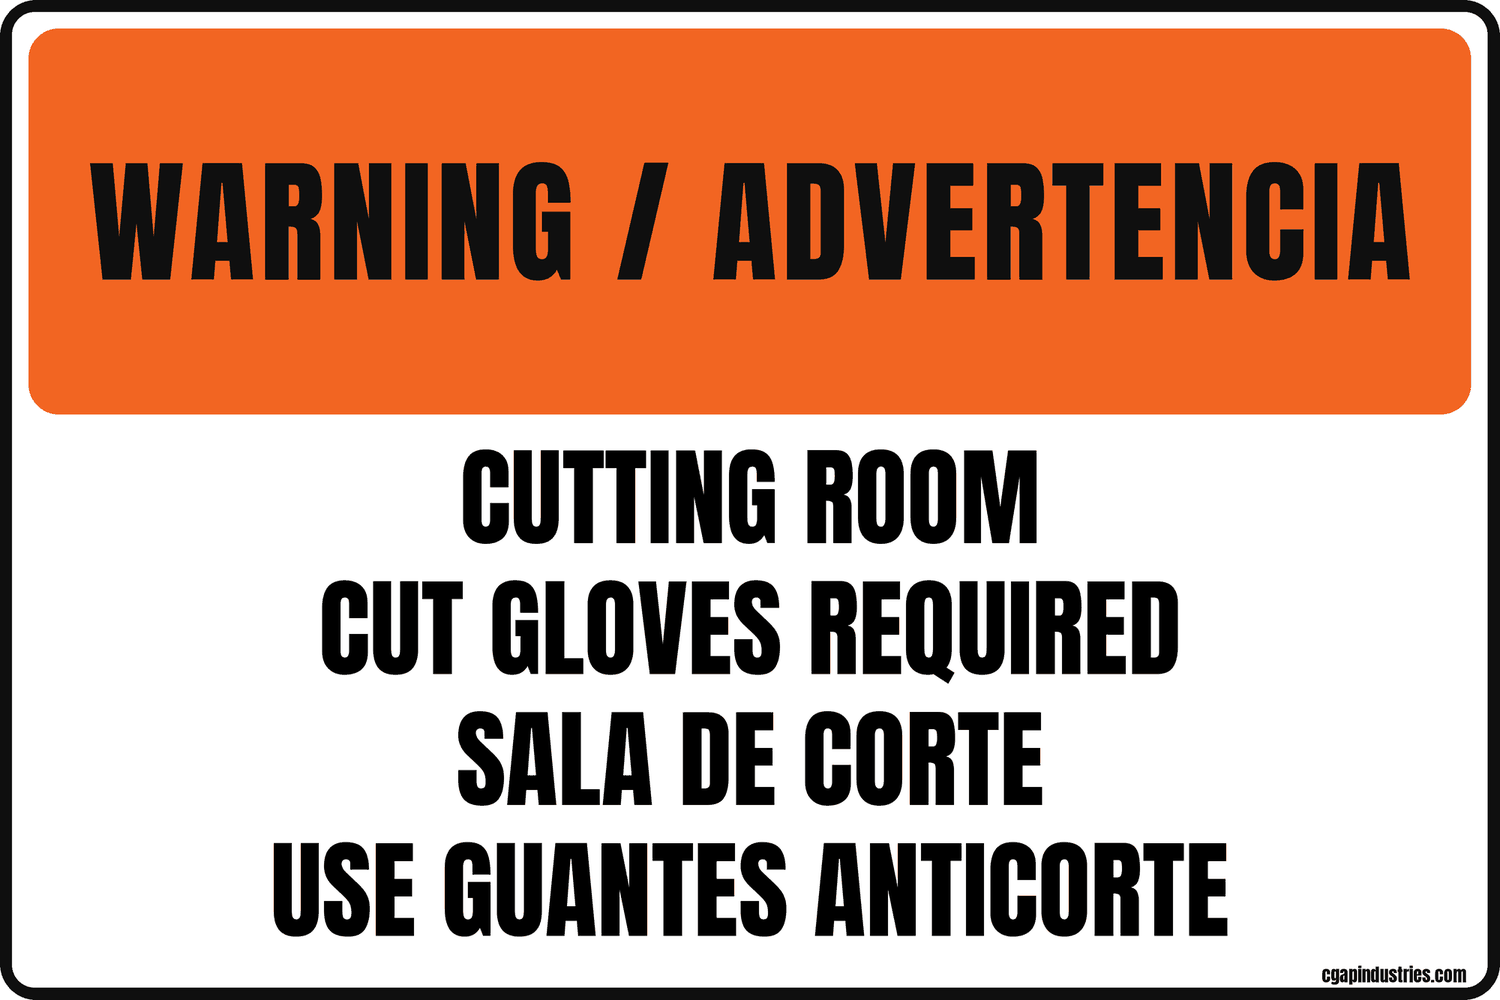 WARNING / ADVERTENCIA
CUTTING ROOM
CUT GLOVES REQUIRED
SALA DE CORTE
USE GUANTES ANTICORTE
cgapindustries.com